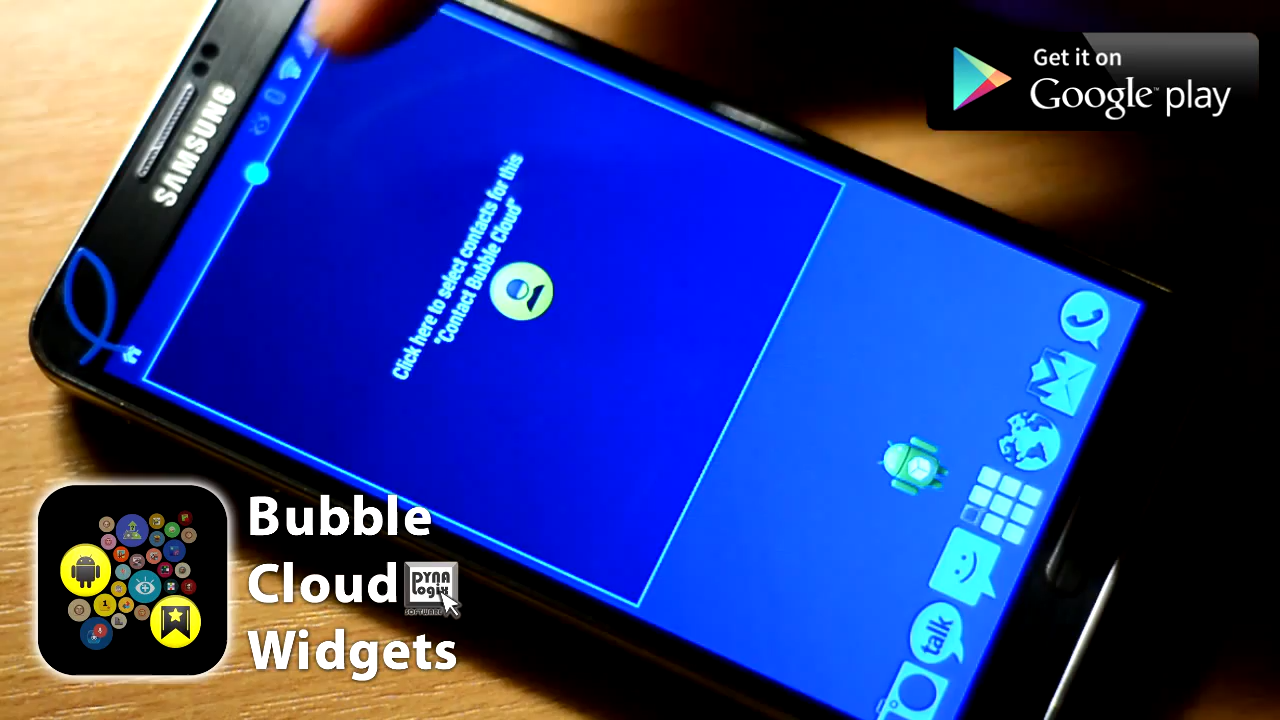 Get it on
Google play
SAMSUNG
Click here to select contacts for this
"Contact Bubble Cloud"
talk
Bubble
Cloud
Widgets
DYNA
logix
SOFTWARE